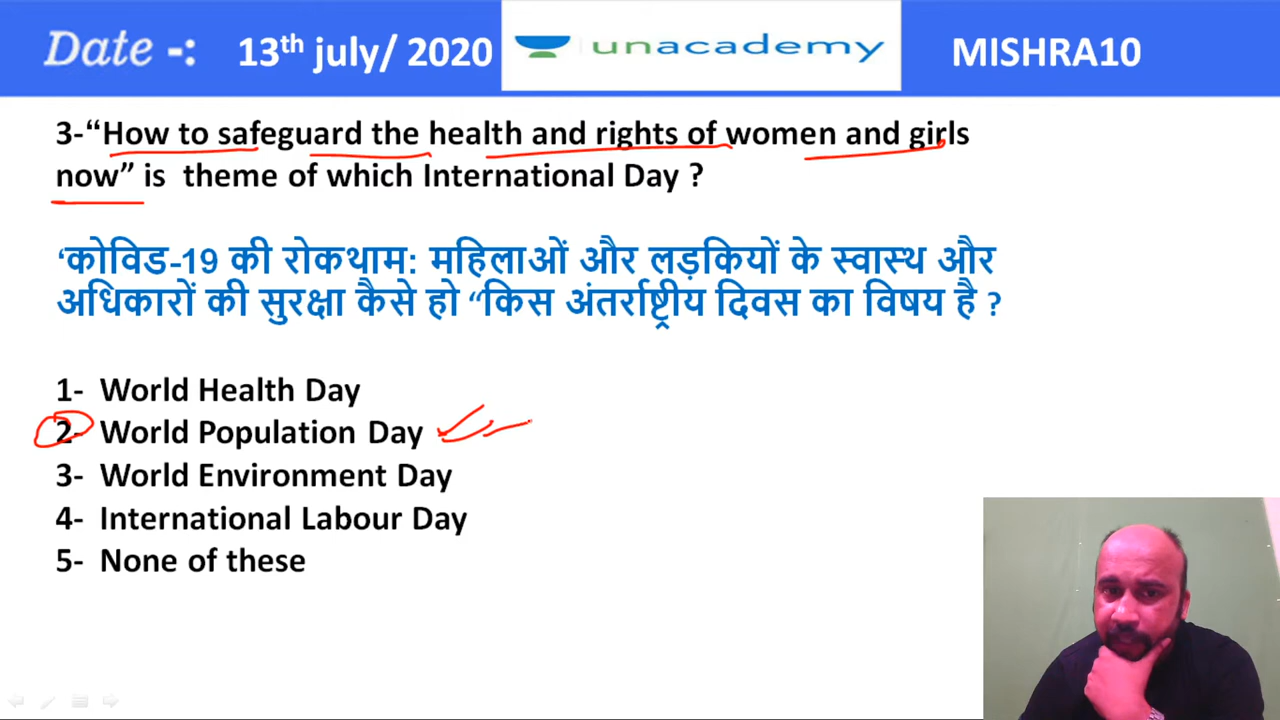 Date -: 13th july/ 2020 unacademy MISHRA10
3-“How to safeguard the health and rights of women and girls
now” is theme of which International Day ?
‘कोविड-19 की रोकथाम: महिलाओं और लड़कियों के स्वास्थ और
अधिकारों की सुरक्षा कैसे हो “किस अंतर्राष्ट्रीय दिवस का विषय है ?
1- World Health Day
2- World Population Day
3- World Environment Day
4- International Labour Day
5- None of these